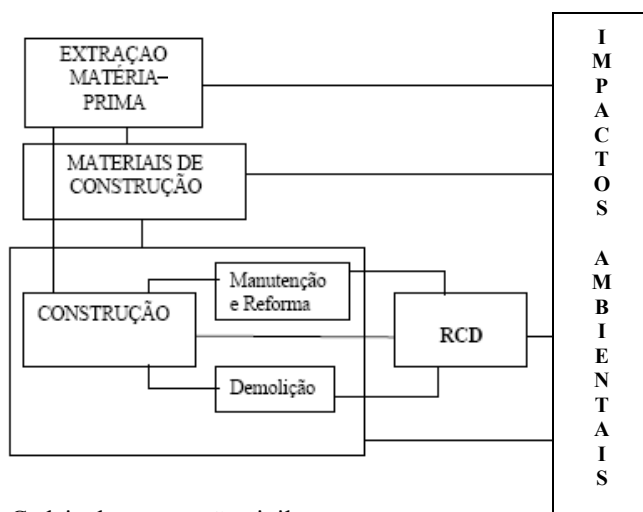 EXTRAÇAO
MATÉRIA–
PRIMA
MATERIAIS DE
CONSTRUÇÃO
CONSTRUÇÃO
Manutenção
e Reforma
Demolição
RCD
I
M
P
A
C
T
O
S
A
M
B
I
E
N
T
A
I
S